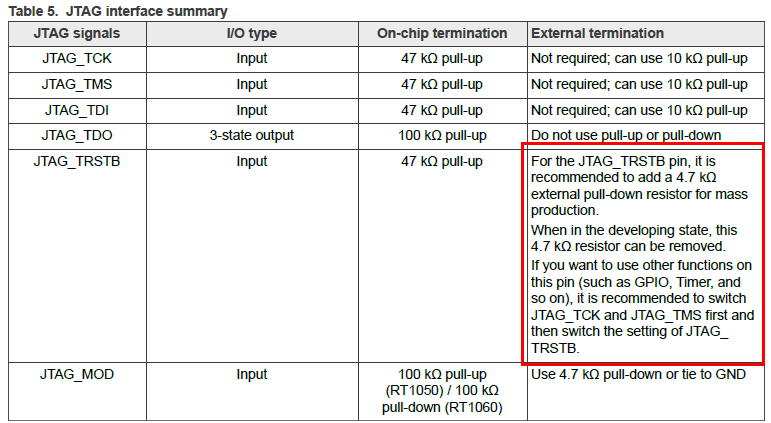 Table 5. JTAG interface summary
JTAG signals I/O type On-chip termination External termination
JTAG_TCK Input 47 kΩ pull-up Not required; can use 10 kΩ pull-up
JTAG_TMS Input 47 kΩ pull-up Not required; can use 10 kΩ pull-up
JTAG_TDI Input 47 kΩ pull-up Not required; can use 10 kΩ pull-up
JTAG_TDO 3-state output 100 kΩ pull-up Do not use pull-up or pull-down
JTAG_TRSTB Input 47 kΩ pull-up For the JTAG_TRSTB pin, it is
recommended to add a 4.7 kΩ
external pull-down resistor for mass
production.
When in the developing state, this
4.7 kΩ resistor can be removed.
If you want to use other functions on
this pin (such as GPIO, Timer, and
so on), it is recommended to switch
JTAG_TCK and JTAG_TMS first and
then switch the setting of JTAG_
TRSTB.
JTAG_MOD Input 100 kΩ pull-up Use 4.7 kΩ pull-down or tie to GND
(RT1050) / 100 kΩ
pull-down (RT1060)